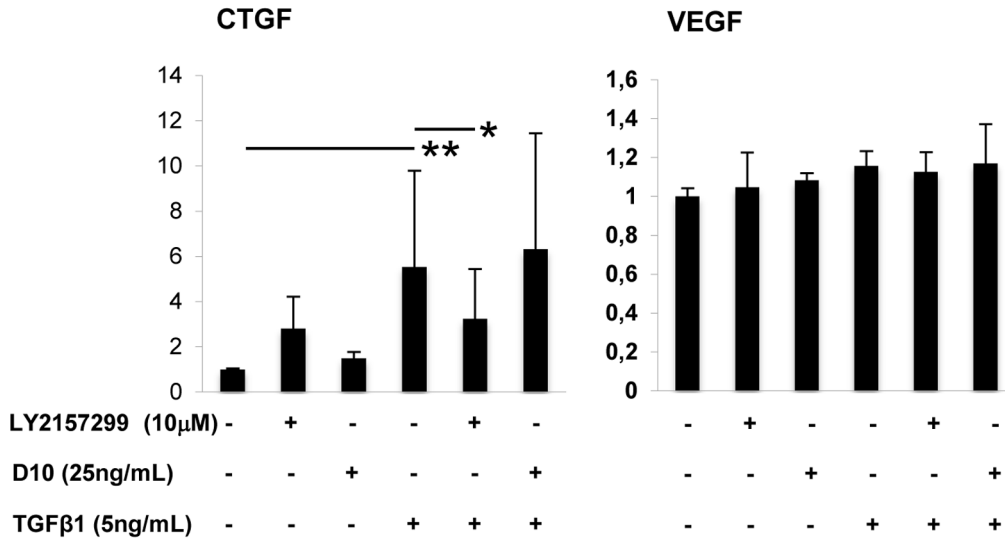 CTGF VEGF
14 1,6
12 1,4
* 
** 1,2
10 1
8 0,8
6 0,6
4 0,4
2 0,2
0 0
LY2157299 (10μM) - + - - + - - + - - + -
D10 (25ng/mL) - - + - - + - - + - - +
TGFβ1 (5ng/mL) - - - + + + - - - + + +